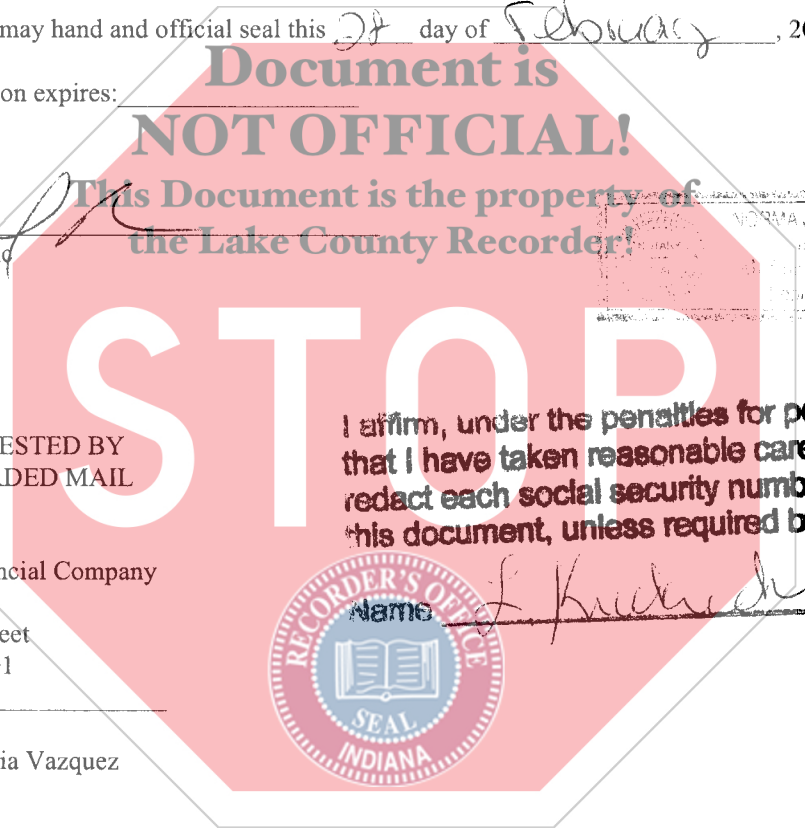 may hand and official seal this 28 day of February, 20
Document is
on expires:
NOT OFFICIAL!
This Document is the property of
the Lake County Recorder!
NORMA
INDIANA
STOP
I affirm, under the penalties for pe
that I have taken reasonable care
redact each social security numb
this document, unless required b
ESTED BY
DED MAIL
ncial Company
eet
1
Name
RECORDER'S OFFICE
SEAL
INDIANA
ia Vazquez